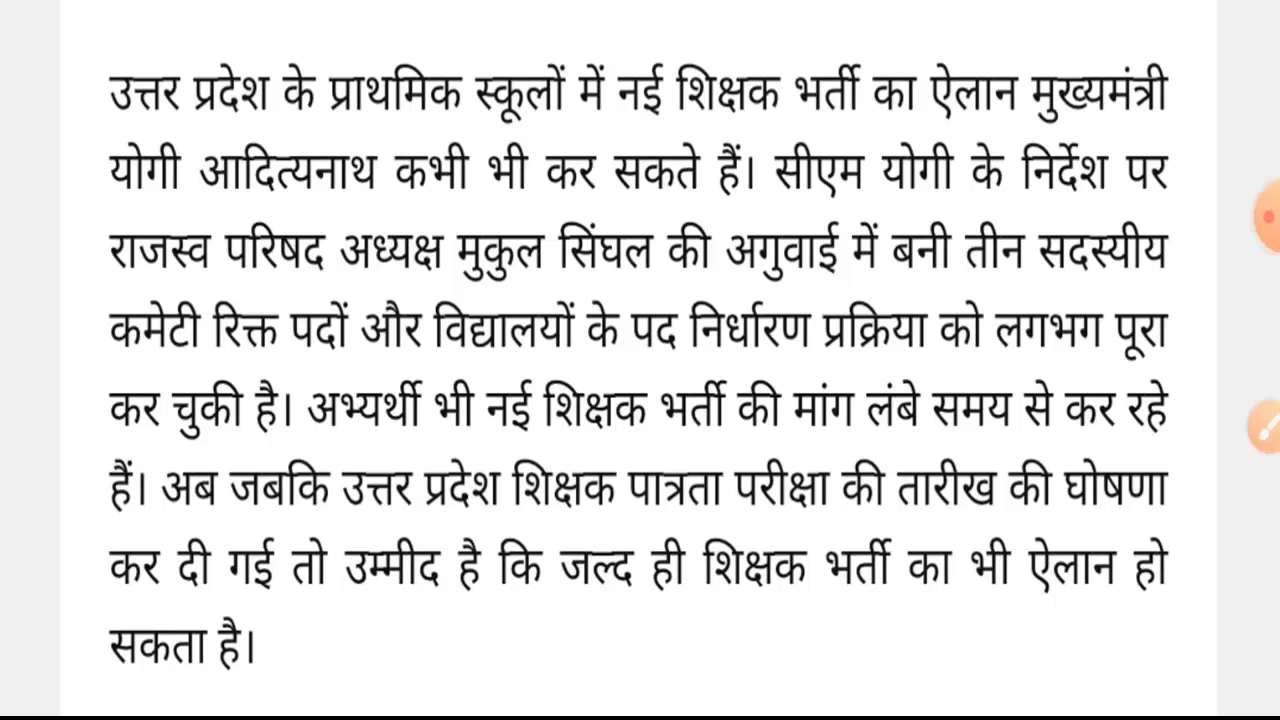 उत्तर प्रदेश के प्राथमिक स्कूलों में नई शिक्षक भर्ती का ऐलान मुख्यमंत्री
योगी आदित्यनाथ कभी भी कर सकते हैं। सीएम योगी के निर्देश पर
राजस्व परिषद अध्यक्ष मुकुल सिंघल की अगुवाई में बनी तीन सदस्यीय
कमेटी रिक्त पदों और विद्यालयों के पद निर्धारण प्रक्रिया को लगभग पूरा
कर चुकी है। अभ्यर्थी भी नई शिक्षक भर्ती की मांग लंबे समय से कर रहे
हैं। अब जबकि उत्तर प्रदेश शिक्षक पात्रता परीक्षा की तारीख की घोषणा
कर दी गई तो उम्मीद है कि जल्द ही शिक्षक भर्ती का भी ऐलान हो
सकता है।